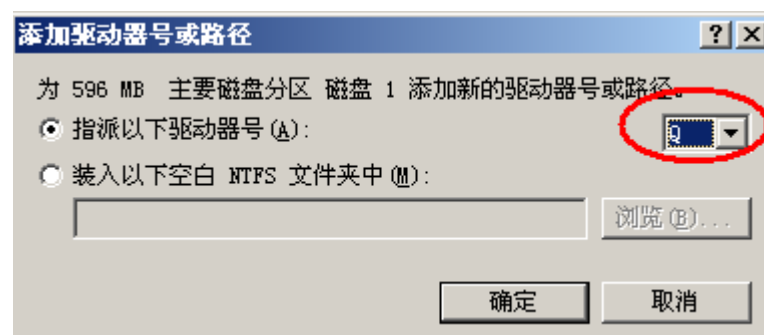 添加驱动器号或路径
为 596 MB 主要磁盘分区 磁盘 1 添加新的驱动器号或路径。
指派以下驱动器号(A): Q
装入以下空白 NTFS 文件夹中(M):
浏览(B)...
确定 取消